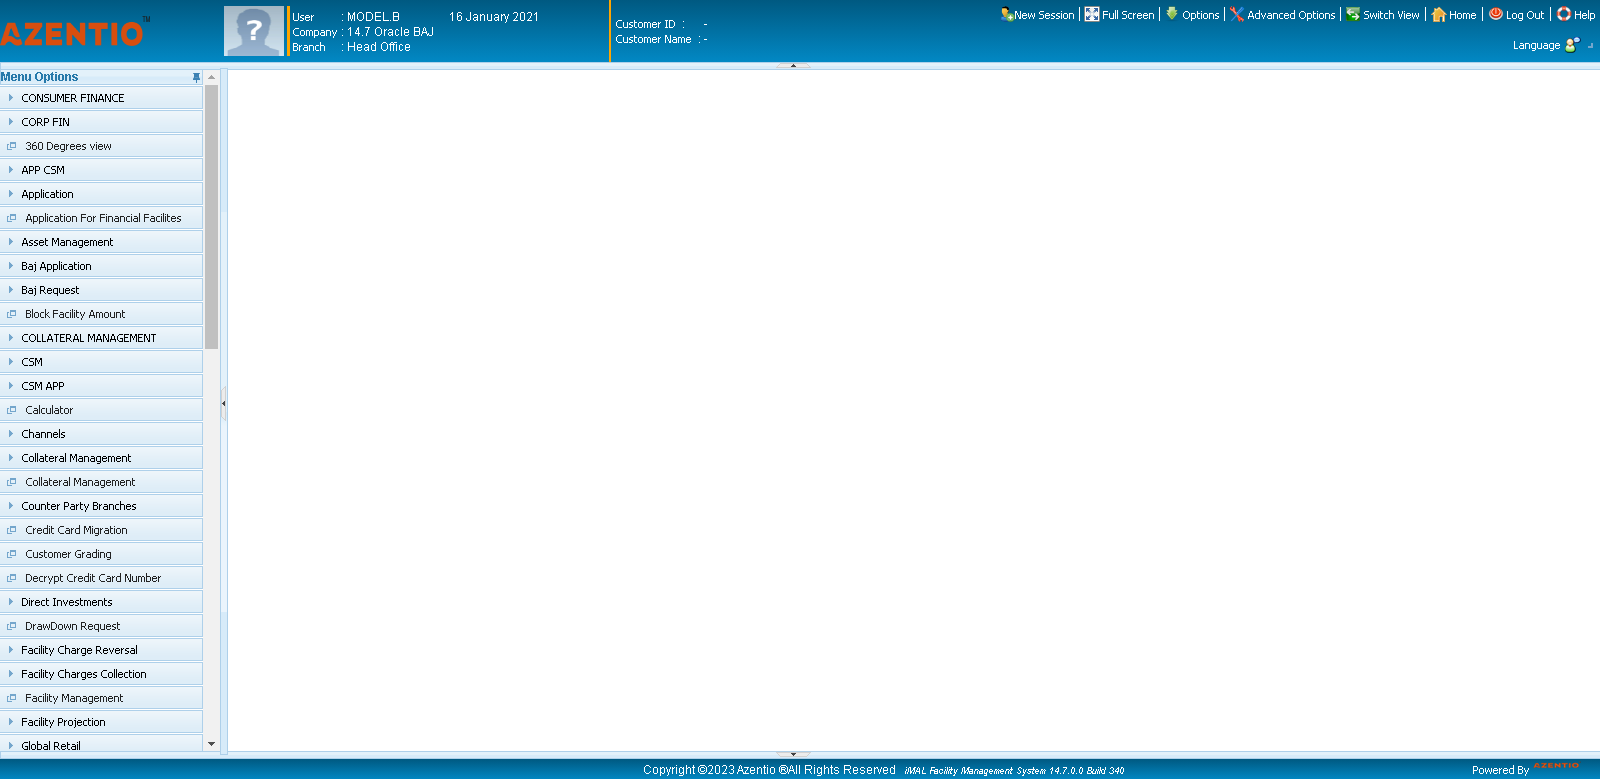 AZENTIO™
User : MODEL.B 16 January 2021
Company : 14.7 Oracle BAJ
Branch : Head Office
Customer ID : -
Customer Name : -
New Session | Full Screen | Options | Advanced Options | Switch View | Home | Log Out | Help
Language
Menu Options
CONSUMER FINANCE
CORP FIN
360 Degrees view
APP CSM
Application
Application For Financial Facilites
Asset Management
Baj Application
Baj Request
Block Facility Amount
COLLATERAL MANAGEMENT
CSM
CSM APP
Calculator
Channels
Collateral Management
Collateral Management
Counter Party Branches
Credit Card Migration
Customer Grading
Decrypt Credit Card Number
Direct Investments
DrawDown Request
Facility Charge Reversal
Facility Charges Collection
Facility Management
Facility Projection
Global Retail
Copyright ©2023 Azentio ®All Rights Reserved iMAL Facility Management System 14.7.0.0 Build 340
Powered By AZENTIO